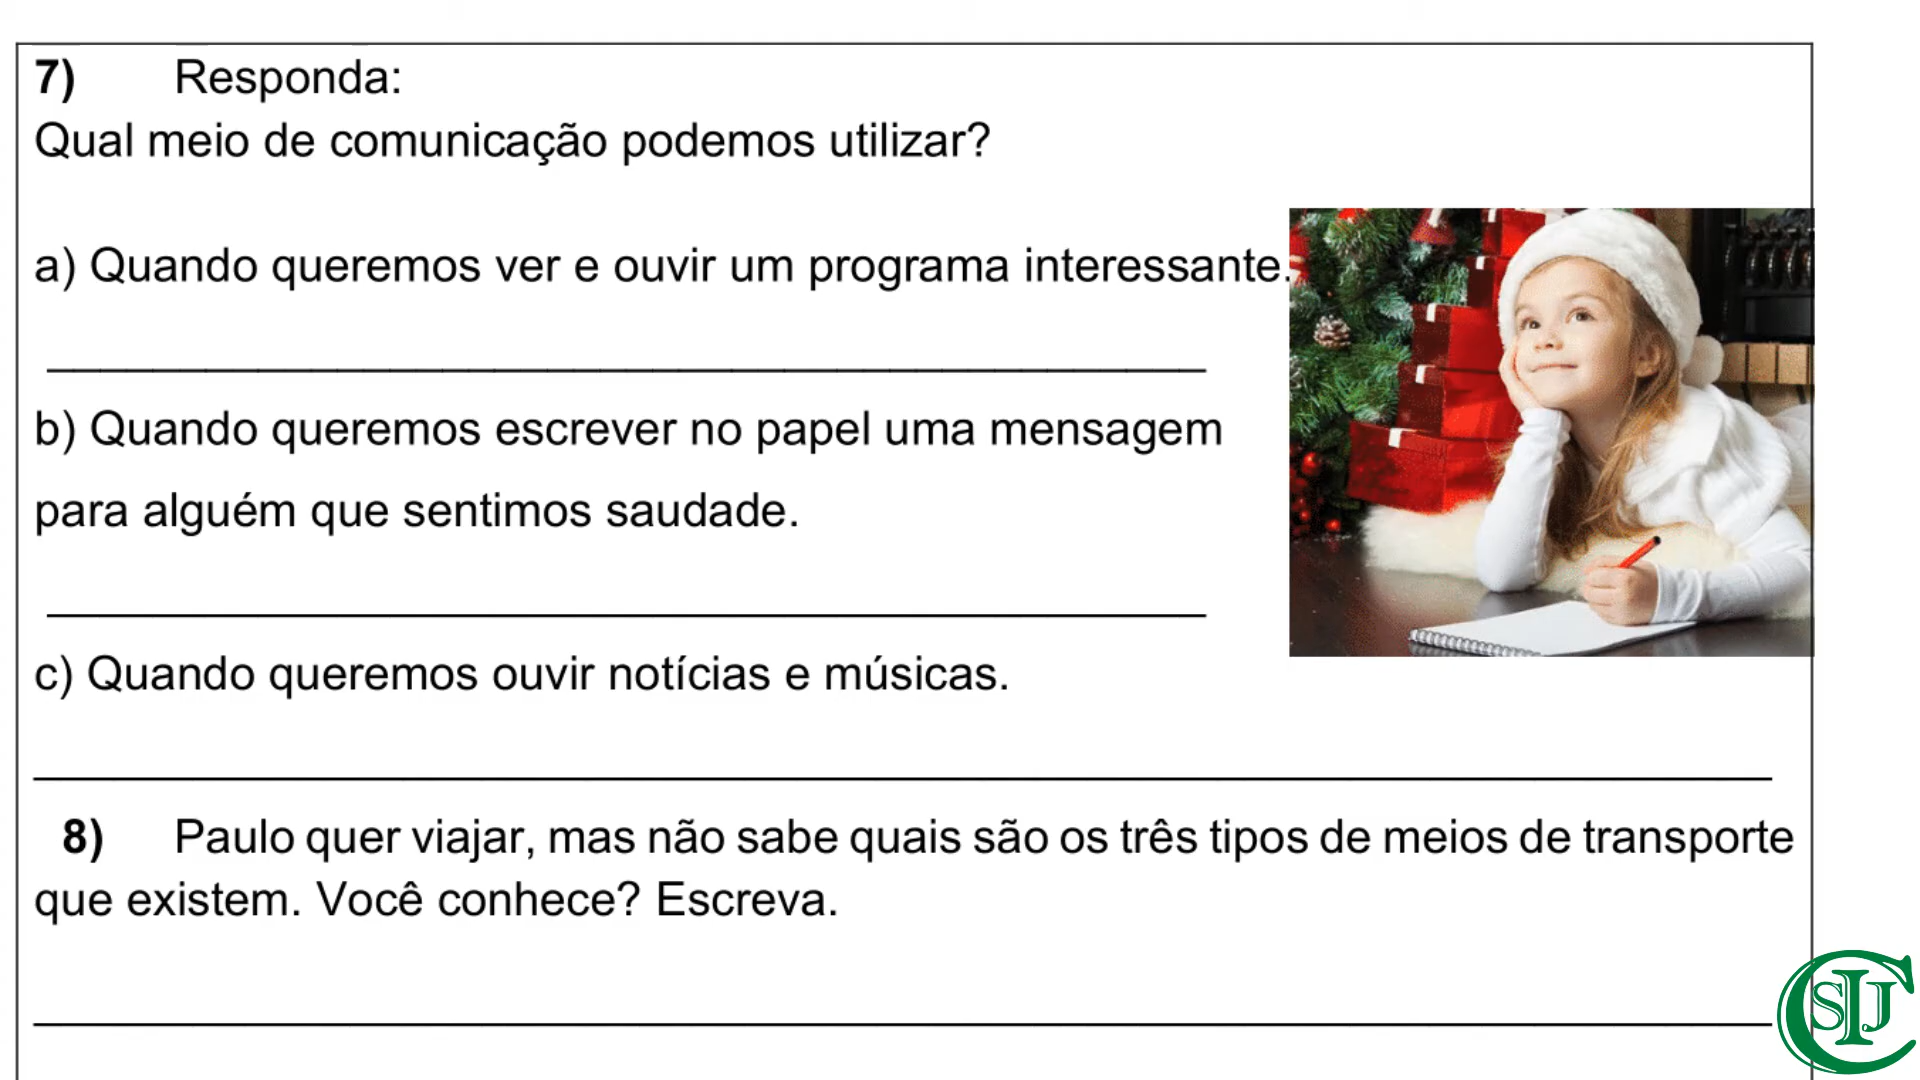 7) Responda:
Qual meio de comunicação podemos utilizar?
a) Quando queremos ver e ouvir um programa interessante.
b) Quando queremos escrever no papel uma mensagem
para alguém que sentimos saudade.
c) Quando queremos ouvir notícias e músicas.
8) Paulo quer viajar, mas não sabe quais são os três tipos de meios de transporte
que existem. Você conhece? Escreva.
CSIJ